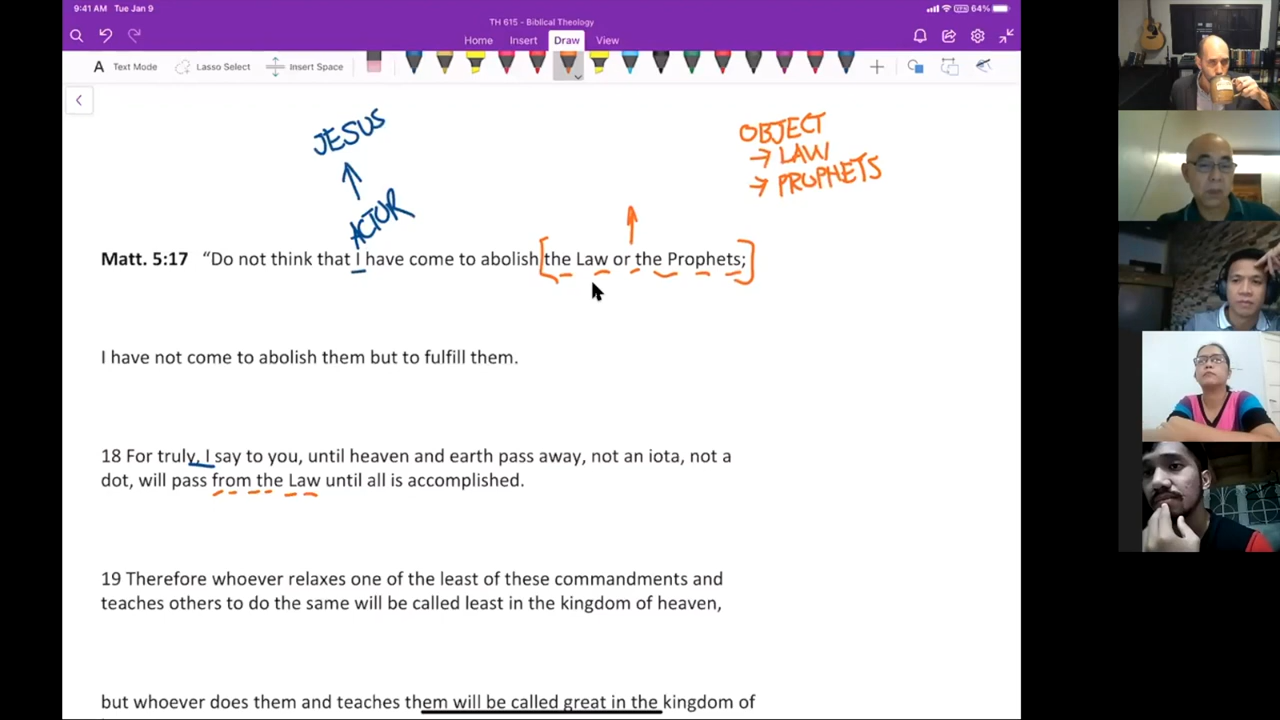 9:41 AM Tue Jan 9
VPN 64%
TH 615 - Biblical Theology
Home Insert Draw View
A Text Mode Lasso Select Insert Space
JESUS
ACTOR
OBJECT
→ LAW
→ PROPHETS
Matt. 5:17 “Do not think that I have come to abolish the Law or the Prophets;
I have not come to abolish them but to fulfill them.
18 For truly, I say to you, until heaven and earth pass away, not an iota, not a
dot, will pass from the Law until all is accomplished.
19 Therefore whoever relaxes one of the least of these commandments and
teaches others to do the same will be called least in the kingdom of heaven,
but whoever does them and teaches them will be called great in the kingdom of